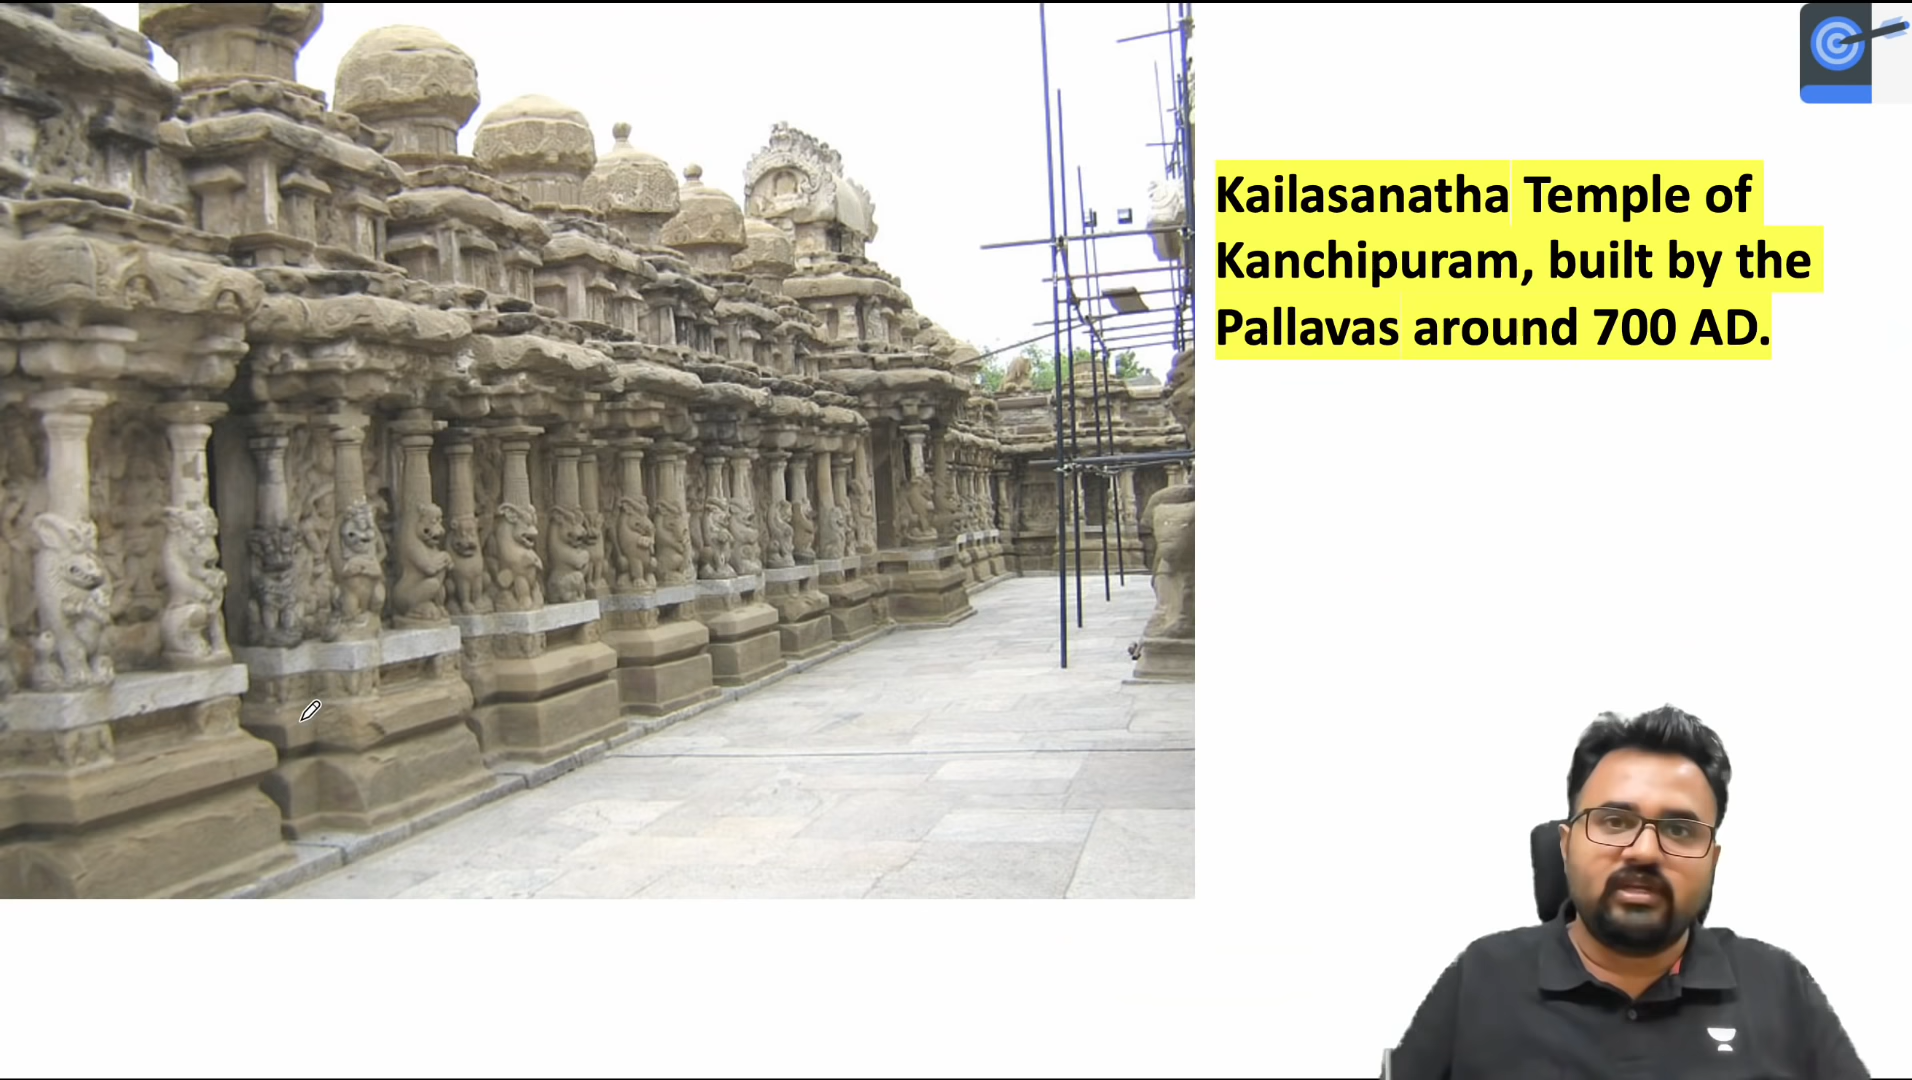 Kailasanatha Temple of
Kanchipuram, built by the
Pallavas around 700 AD.